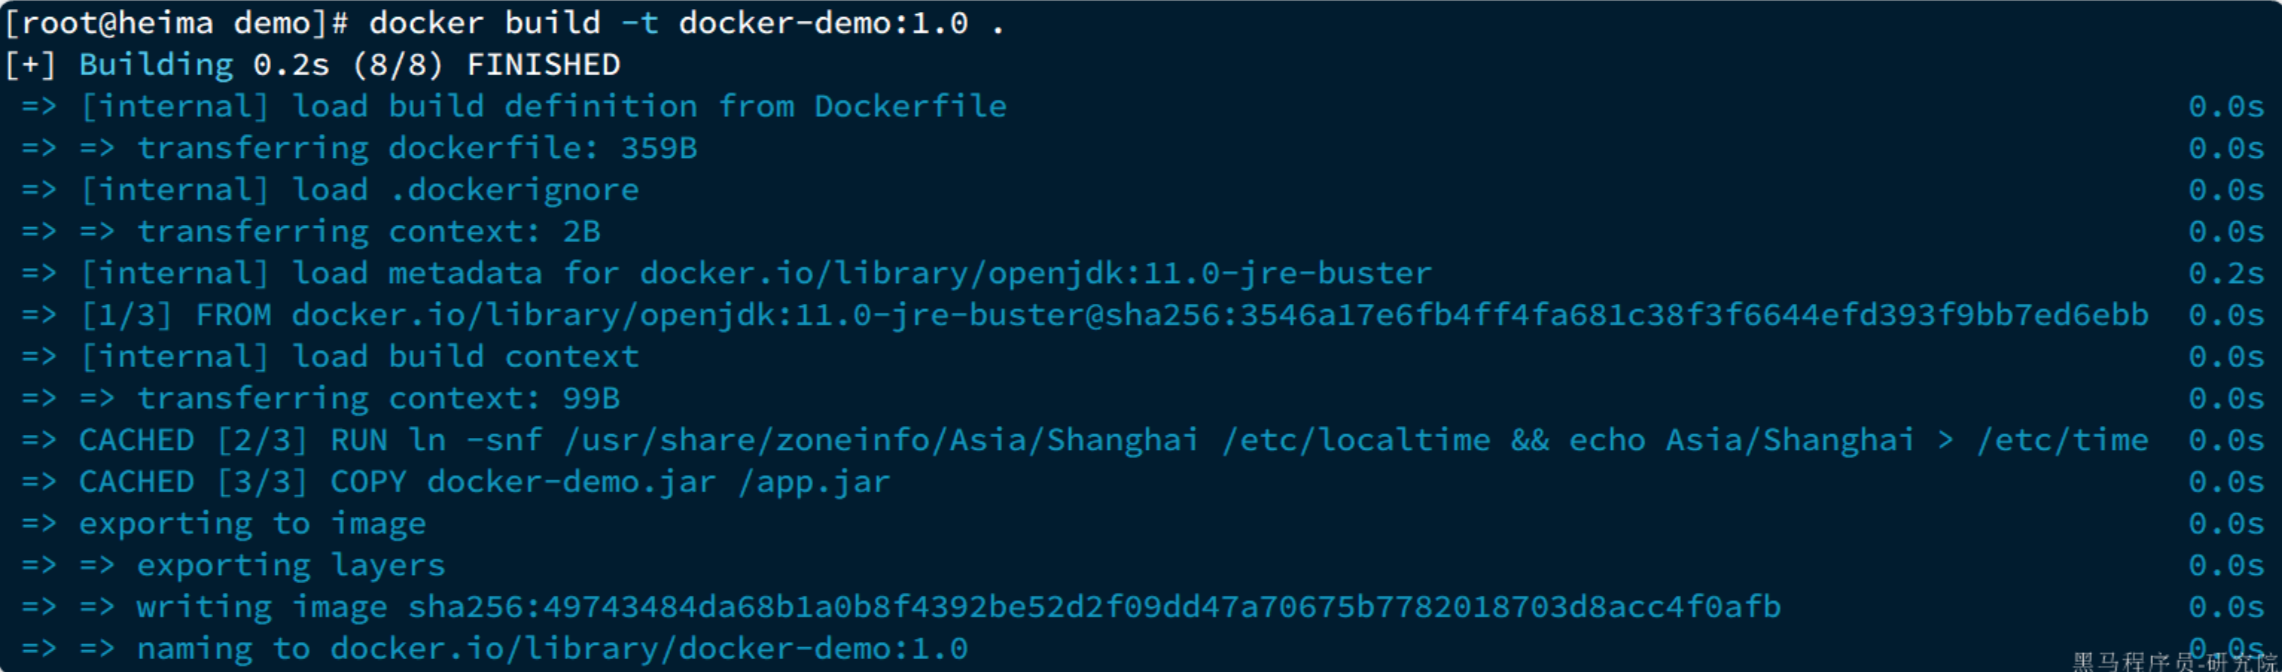 [root@heima demo]# docker build -t docker-demo:1.0 .
[+] Building 0.2s (8/8) FINISHED
=> [internal] load build definition from Dockerfile 0.0s
=> => transferring dockerfile: 359B 0.0s
=> [internal] load .dockerignore 0.0s
=> => transferring context: 2B 0.0s
=> [internal] load metadata for docker.io/library/openjdk:11.0-jre-buster 0.2s
=> [1/3] FROM docker.io/library/openjdk:11.0-jre-buster@sha256:3546a17e6fb4ff4fa681c38f3f6644efd393f9bb7ed6ebb 0.0s
=> [internal] load build context 0.0s
=> => transferring context: 99B 0.0s
=> CACHED [2/3] RUN ln -snf /usr/share/zoneinfo/Asia/Shanghai /etc/localtime && echo Asia/Shanghai > /etc/time 0.0s
=> CACHED [3/3] COPY docker-demo.jar /app.jar 0.0s
=> exporting to image 0.0s
=> => exporting layers 0.0s
=> => writing image sha256:49743484da68b1a0b8f4392be52d2f09dd47a70675b7782018703d8acc4f0afb 0.0s
=> => naming to docker.io/library/docker-demo:1.0 0.0s
黑马程序员-研究院